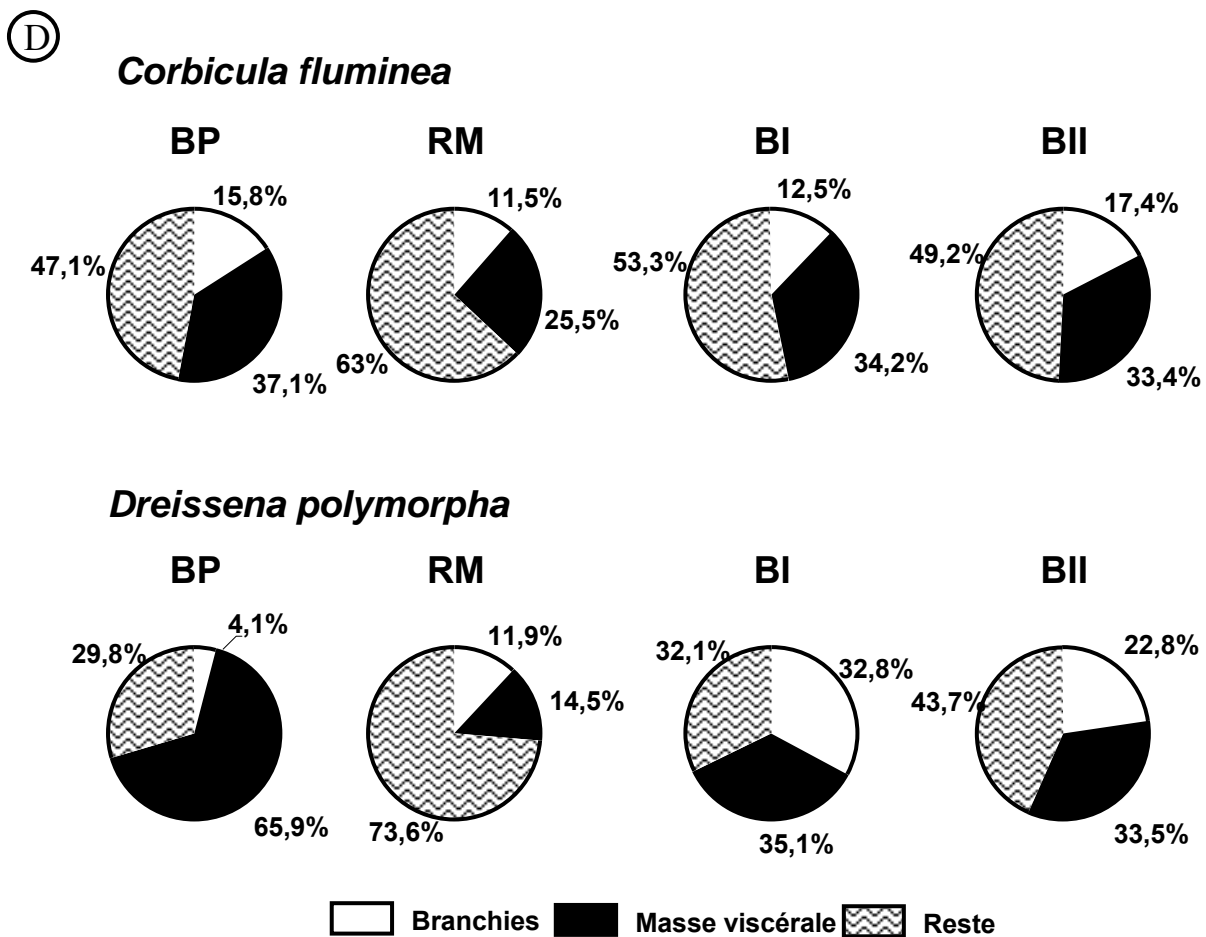 D
Corbicula fluminea
BP RM BI BII
15,8% 11,5% 12,5% 17,4%
47,1% 53,3% 49,2%
25,5%
63% 37,1% 34,2% 33,4%
Dreissena polymorpha
BP RM BI BII
4,1% 11,9% 22,8%
29,8% 32,1% 32,8%
14,5% 43,7%
65,9% 73,6% 35,1% 33,5%
Branchies Masse viscérale Reste